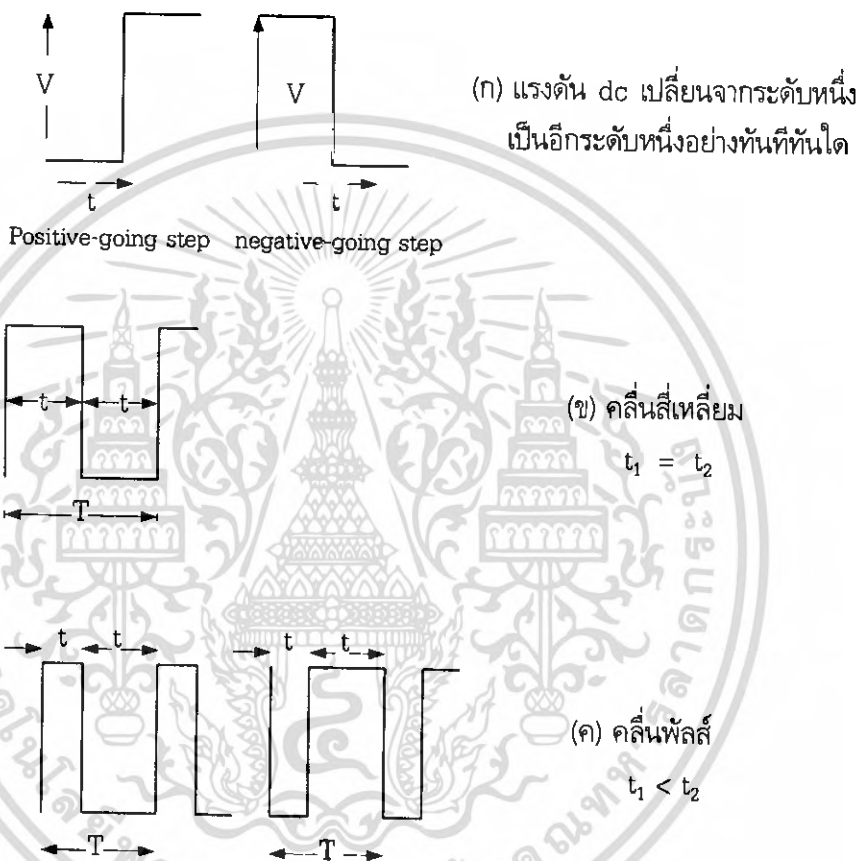 V
V
t
t
(ก) แรงดัน dc เปลี่ยนจากระดับหนึ่ง
เป็นอีกระดับหนึ่งอย่างทันทีทันใด
Positive-going step negative-going step
t t
T
(ข) คลื่นสี่เหลี่ยม
t₁ = t₂
t t
t t
T
T
(ค) คลื่นพัลส์
t₁ < t₂